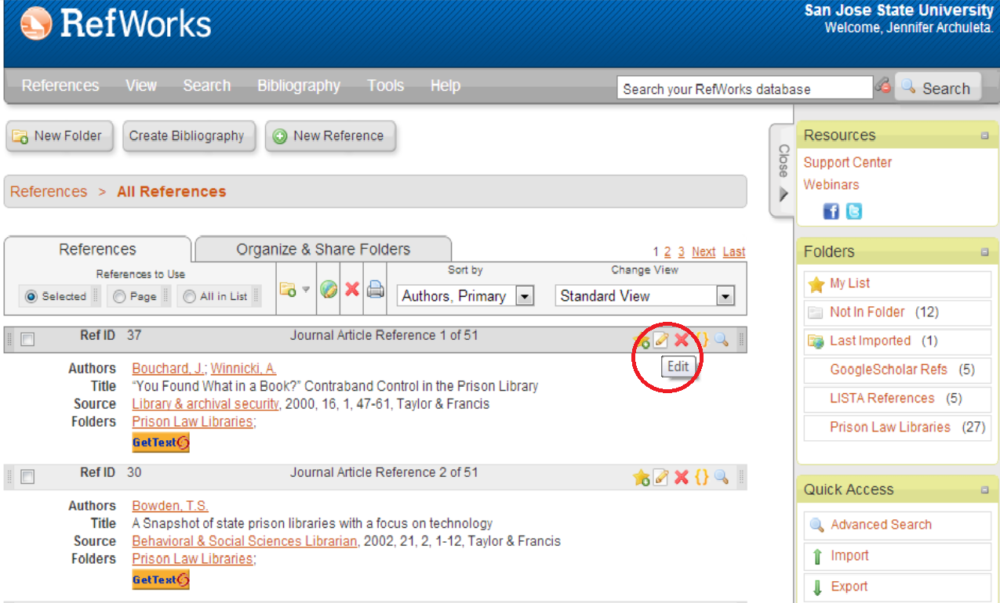 RefWorks
San Jose State University
Welcome, Jennifer Archuleta.
References View Search Bibliography Tools Help
Search your RefWorks database
Search
New Folder
Create Bibliography
New Reference
References > All References
References
Organize & Share Folders
1 2 3 Next Last
References to Use
Selected
Page
All in List
Sort by
Authors, Primary
Change View
Standard View
Ref ID 37 Journal Article Reference 1 of 51
Edit
Authors Bouchard, J.; Winnicki, A.
Title “You Found What in a Book?” Contraband Control in the Prison Library
Source Library & archival security, 2000, 16, 1, 47-61, Taylor & Francis
Folders Prison Law Libraries;
GetText
Ref ID 30 Journal Article Reference 2 of 51
Authors Bowden, T.S.
Title A Snapshot of state prison libraries with a focus on technology
Source Behavioral & Social Sciences Librarian, 2002, 21, 2, 1-12, Taylor & Francis
Folders Prison Law Libraries;
GetText
Close
Resources
Support Center
Webinars
Folders
My List
Not In Folder (12)
Last Imported (1)
GoogleScholar Refs (5)
LISTA References (5)
Prison Law Libraries (27)
Quick Access
Advanced Search
Import
Export